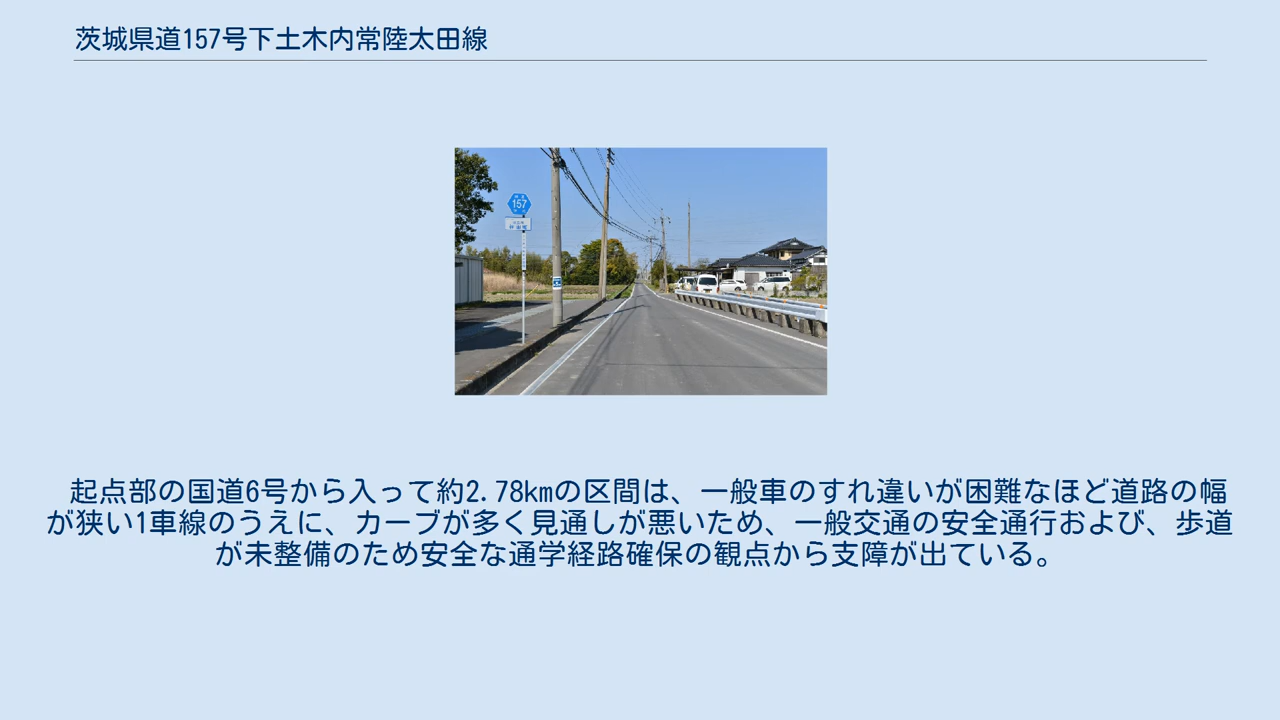 茨城県道157号下土木内常陸太田線
157
起点部の国道6号から入って約2.78kmの区間は、一般車のすれ違いが困難なほど道路の幅
が狭い1車線のうえに、カーブが多く見通しが悪いため、一般交通の安全通行および、歩道
が未整備のため安全な通学経路確保の観点から支障が出ている。